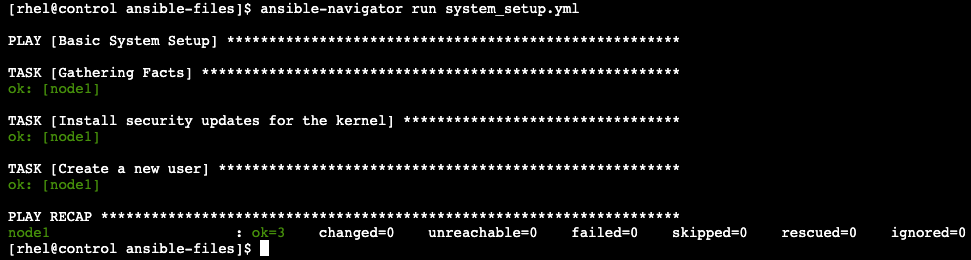 [rhel@control ansible-files]$ ansible-navigator run system_setup.yml
PLAY [Basic System Setup] ******************************************************
TASK [Gathering Facts] *********************************************************
ok: [node1]
TASK [Install security updates for the kernel] *********************************
ok: [node1]
TASK [Create a new user] *******************************************************
ok: [node1]
PLAY RECAP *********************************************************************
node1 : ok=3 changed=0 unreachable=0 failed=0 skipped=0 rescued=0 ignored=0
[rhel@control ansible-files]$